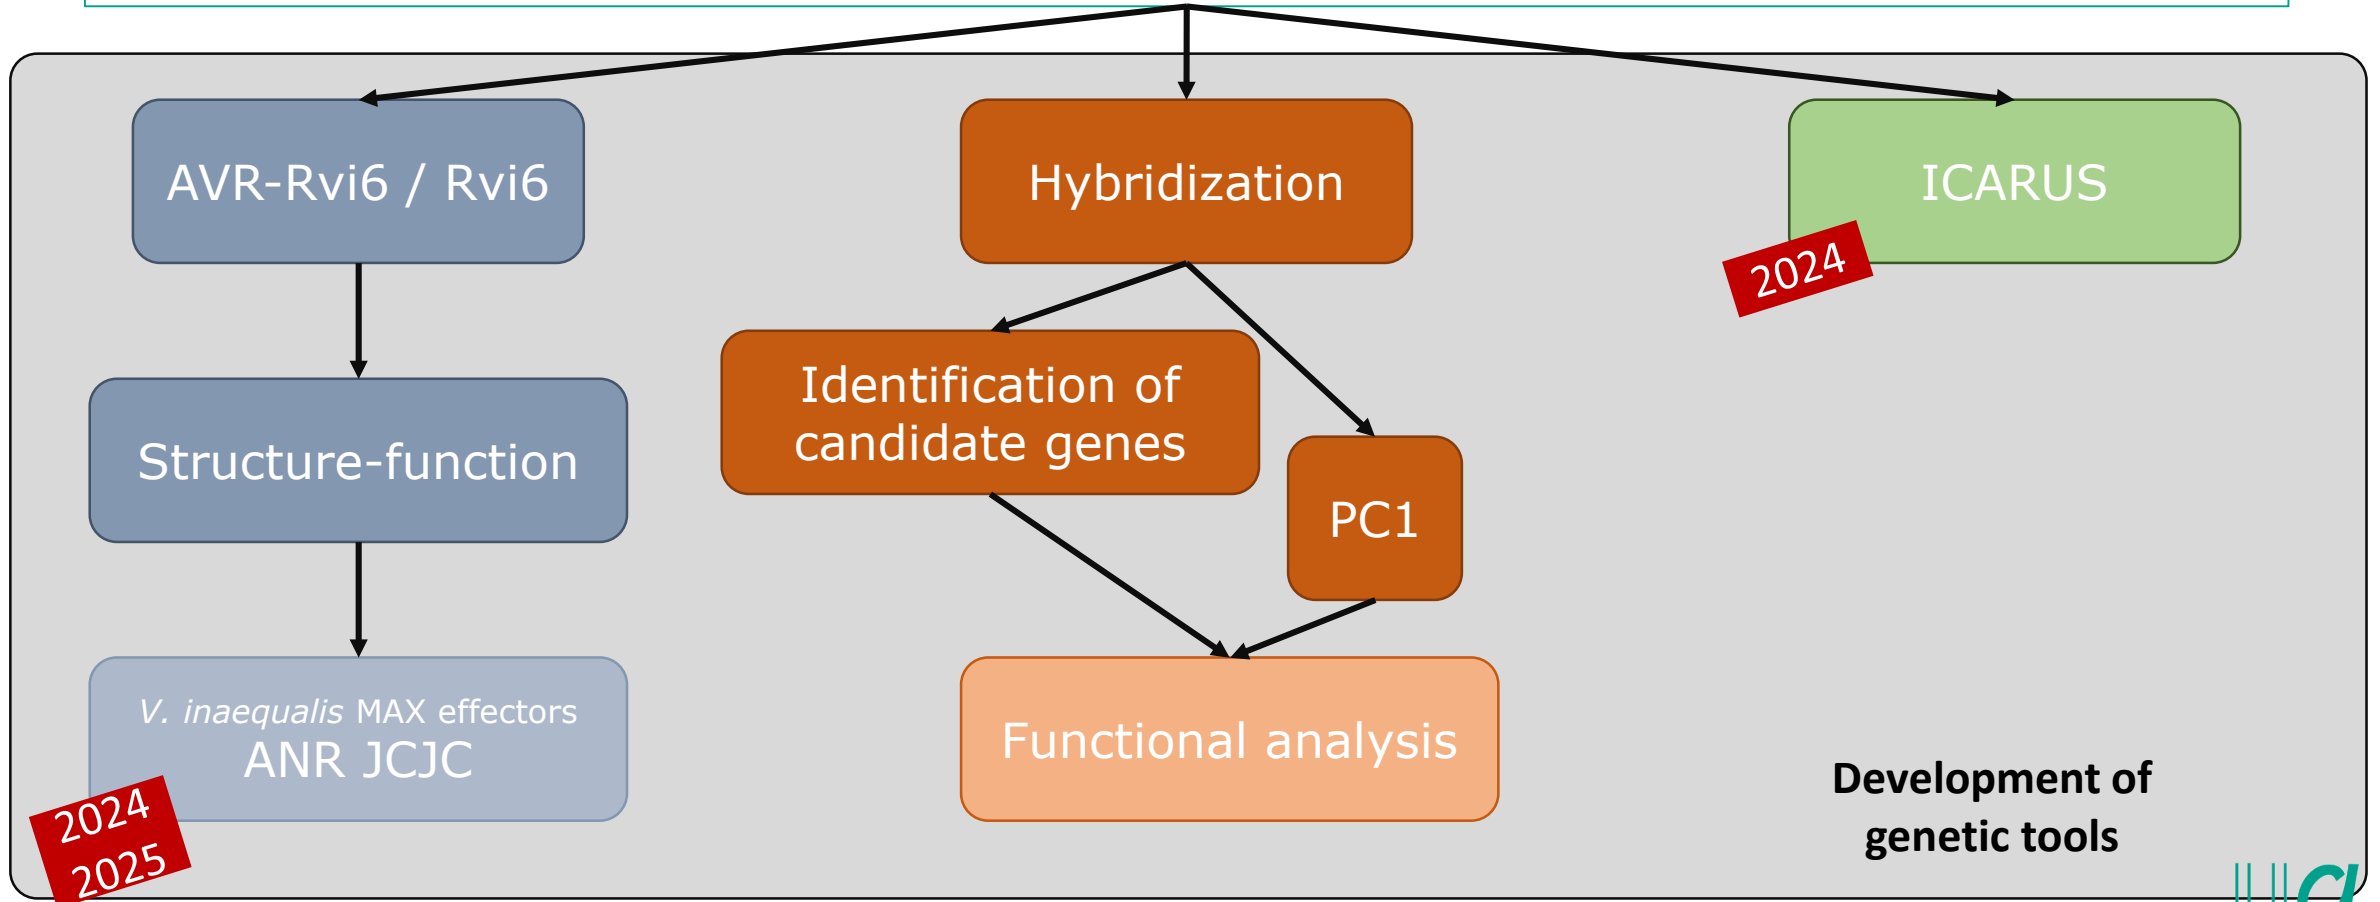 AVR-Rvi6 / Rvi6
Hybridization
ICARUS
2024
Identification of
candidate genes
Structure-function
PC1
V. inaequalis MAX effectors
ANR JCJC
2024
2025
Functional analysis
Development of
genetic tools